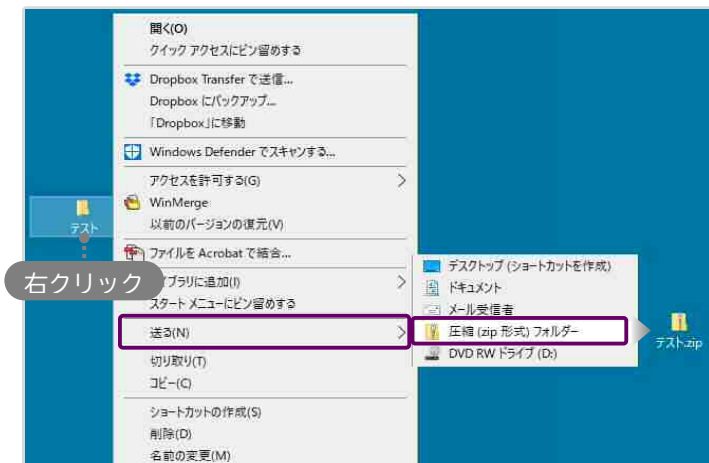 開く(O)
クイック アクセスにピン留めする
Dropbox Transfer で送信...
Dropbox にバックアップ...
「Dropbox」に移動
Windows Defender でスキャンする...
アクセスを許可する(G)
WinMerge
以前のバージョンの復元(V)
テスト
ファイルを Acrobat で結合...
右クリック
イブラリに追加(I)
スタート メニューにピン留めする
送る(N)
切り取り(T)
コピー(C)
ショートカットの作成(S)
削除(D)
名前の変更(M)
デスクトップ (ショートカットを作成)
ドキュメント
メール受信者
圧縮 (zip 形式) フォルダー
DVD RW ドライブ (D:)
テスト.zip